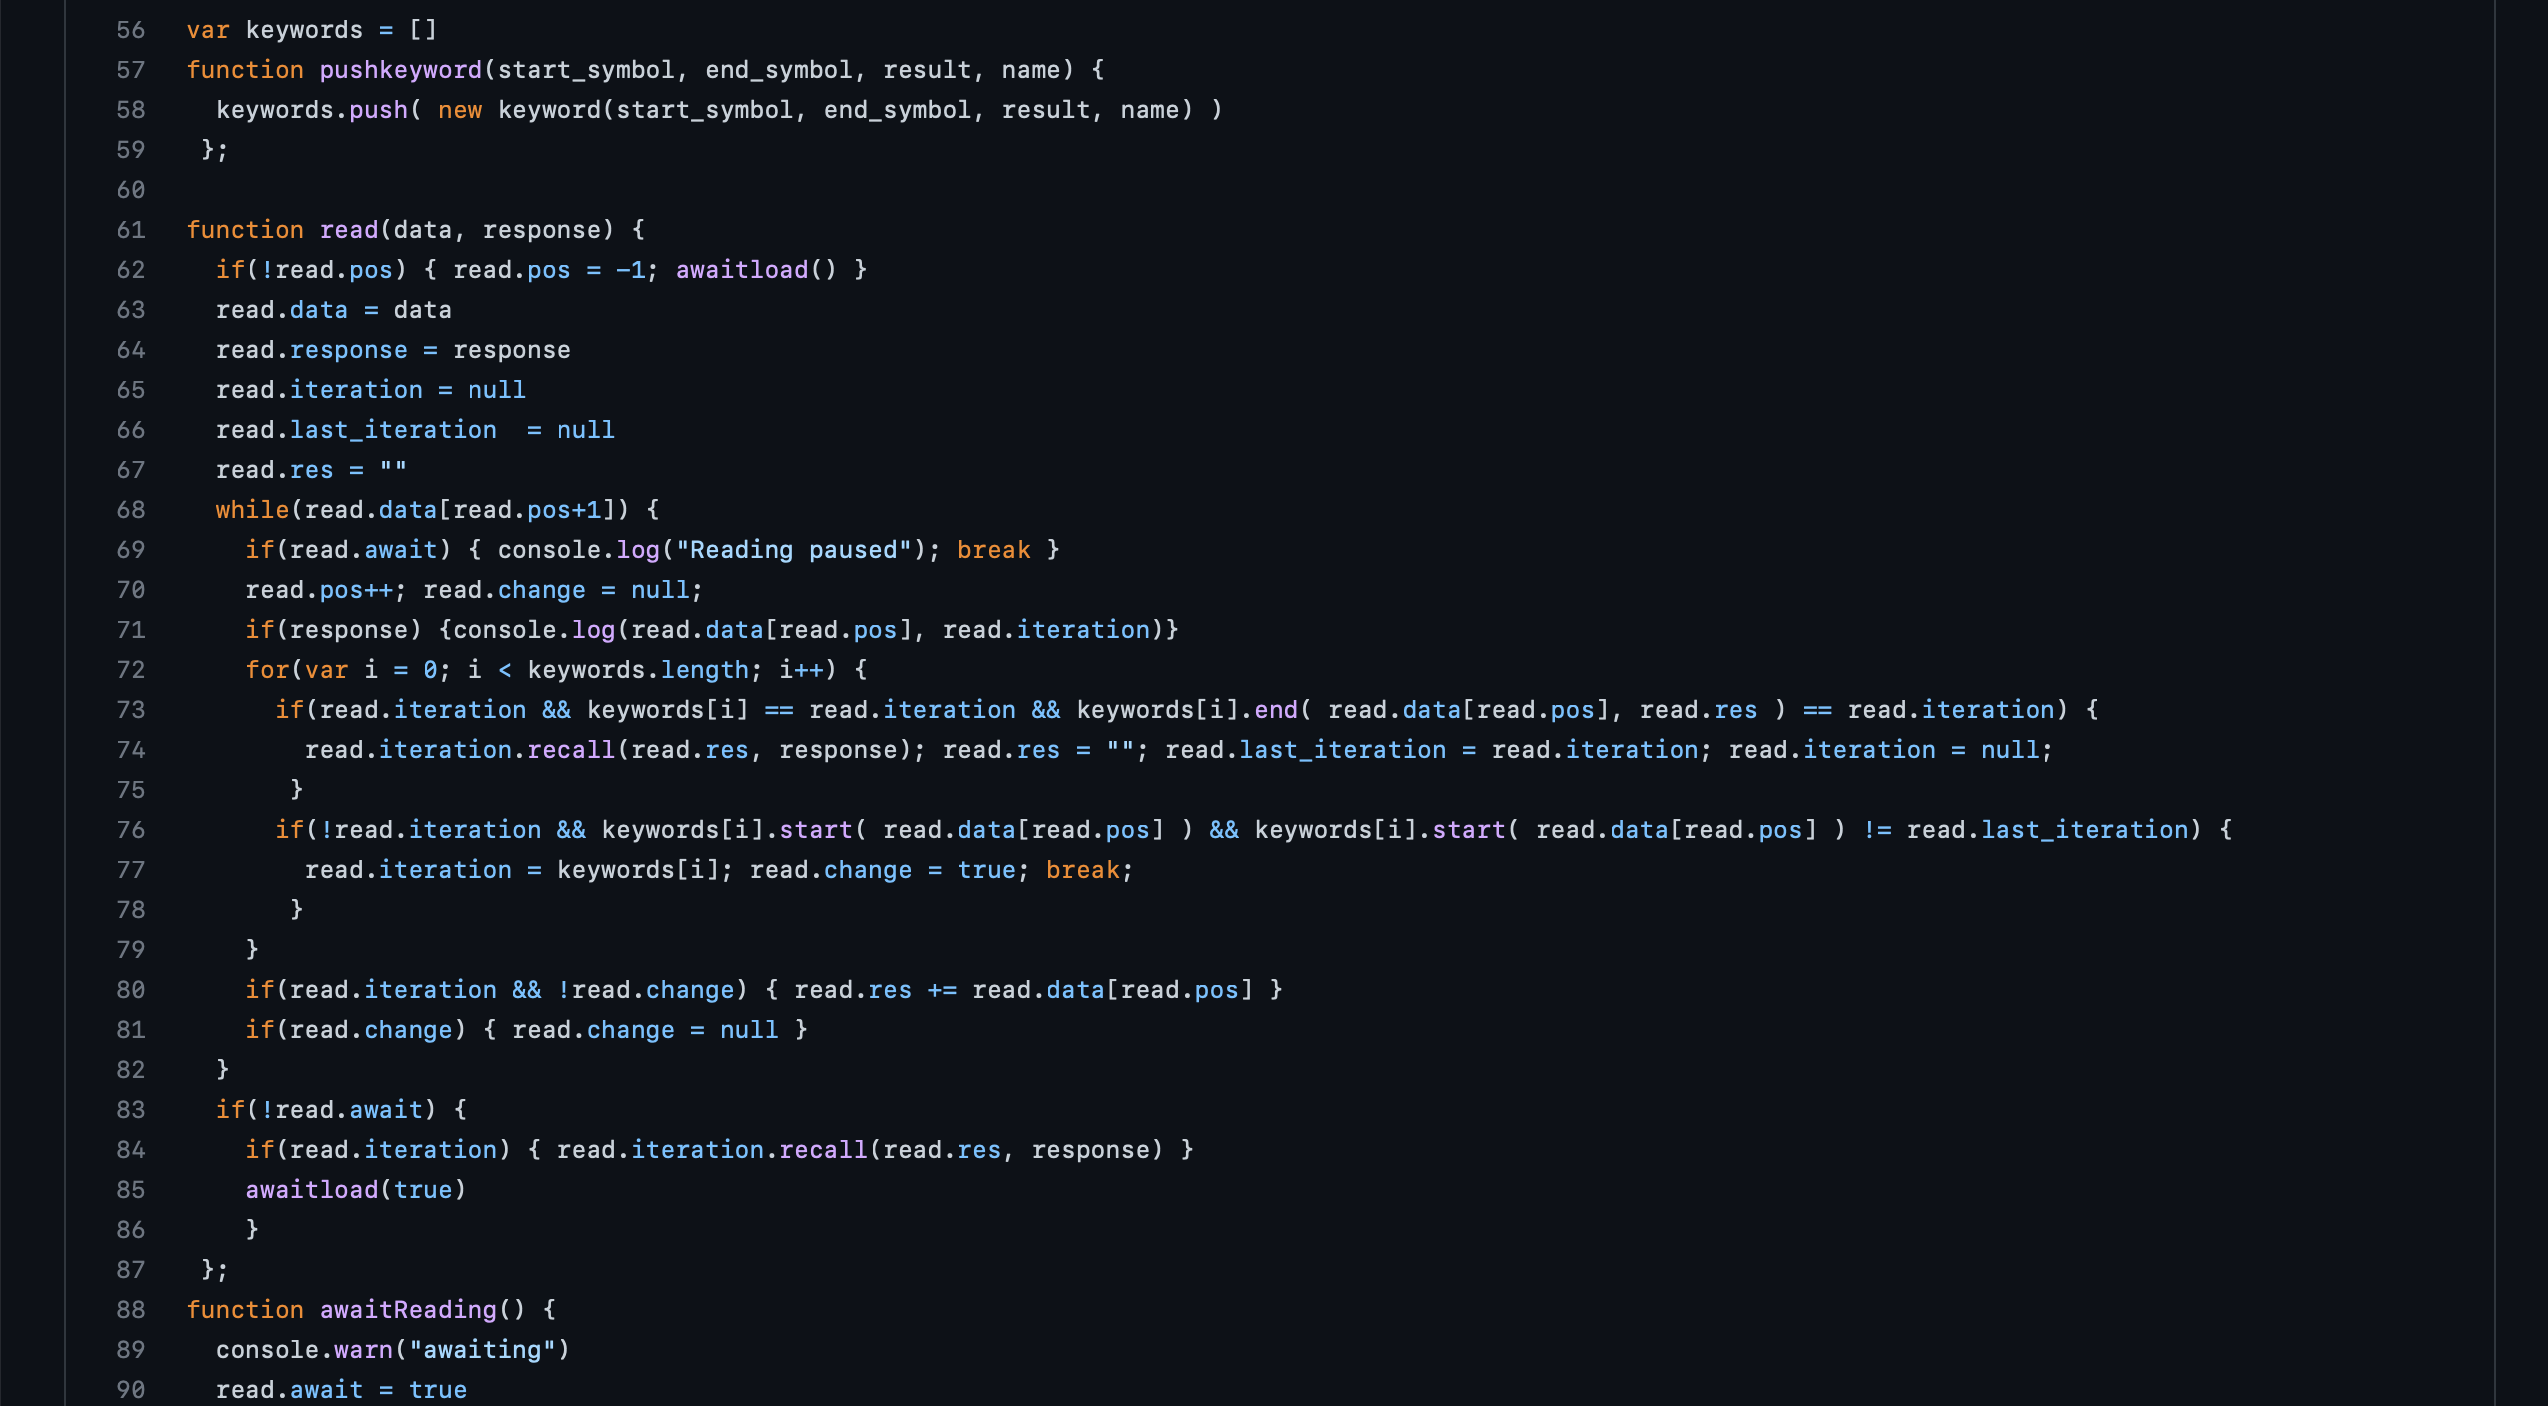 56 var keywords = []
57 function pushkeyword(start_symbol, end_symbol, result, name) {
58   keywords.push( new keyword(start_symbol, end_symbol, result, name) )
59  };
60
61 function read(data, response) {
62   if(!read.pos) { read.pos = -1; awaitload() }
63   read.data = data
64   read.response = response
65   read.iteration = null
66   read.last_iteration  = null
67   read.res = ""
68   while(read.data[read.pos+1]) {
69     if(read.await) { console.log("Reading paused"); break }
70     read.pos++; read.change = null;
71     if(response) {console.log(read.data[read.pos], read.iteration)}
72     for(var i = 0; i < keywords.length; i++) {
73       if(read.iteration && keywords[i] == read.iteration && keywords[i].end( read.data[read.pos], read.res ) == read.iteration) {
74         read.iteration.recall(read.res, response); read.res = ""; read.last_iteration = read.iteration; read.iteration = null;
75        }
76       if(!read.iteration && keywords[i].start( read.data[read.pos] ) && keywords[i].start( read.data[read.pos] ) != read.last_iteration) {
77         read.iteration = keywords[i]; read.change = true; break;
78        }
79     }
80     if(read.iteration && !read.change) { read.res += read.data[read.pos] }
81     if(read.change) { read.change = null }
82   }
83   if(!read.await) {
84     if(read.iteration) { read.iteration.recall(read.res, response) }
85     awaitload(true)
86     }
87  };
88 function awaitReading() {
89   console.warn("awaiting")
90   read.await = true